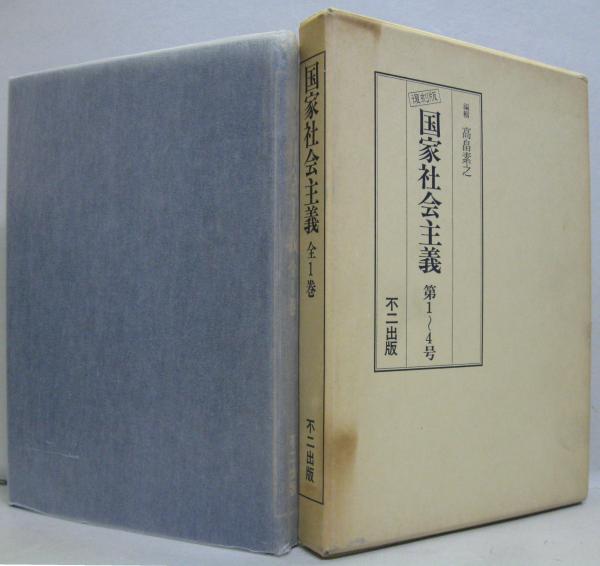 国家社会主義 全1巻
不二出版
編輯 高畠素之
復刻版
国家社会主義 第1〜4号
不二出版